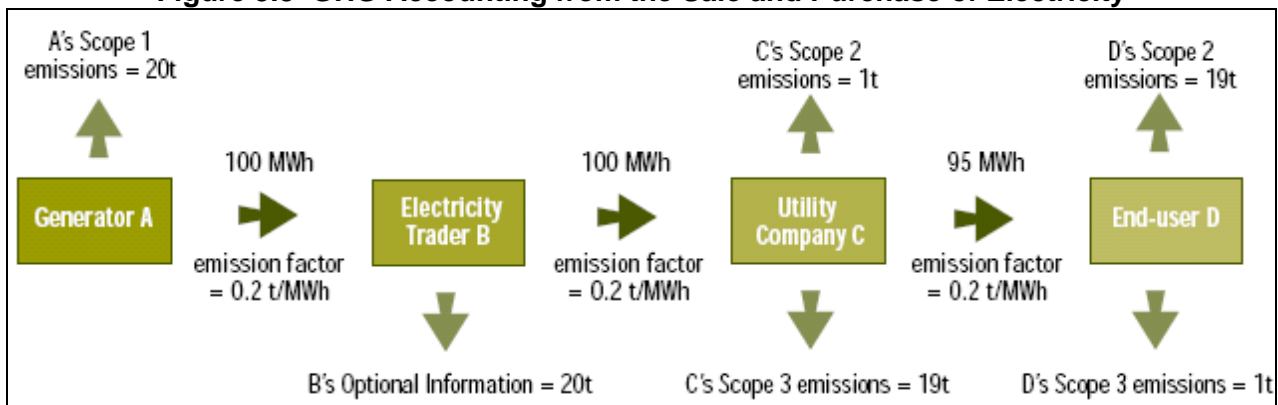 A's Scope 1
emissions = 20t
C's Scope 2
emissions = 1t
D's Scope 2
emissions = 19t
100 MWh
100 MWh
95 MWh
Generator A
Electricity
Trader B
Utility
Company C
End-user D
emission factor
= 0.2 t/MWh
emission factor
= 0.2 t/MWh
emission factor
= 0.2 t/MWh
B's Optional Information = 20t
C's Scope 3 emissions = 19t
D's Scope 3 emissions = 1t